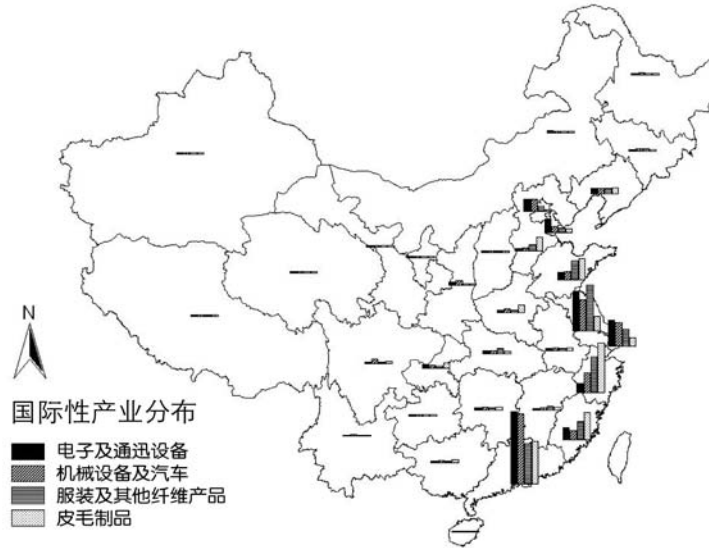 N
国际性产业分布
电子及通迅设备
机械设备及汽车
服装及其他纤维产品
皮毛制品